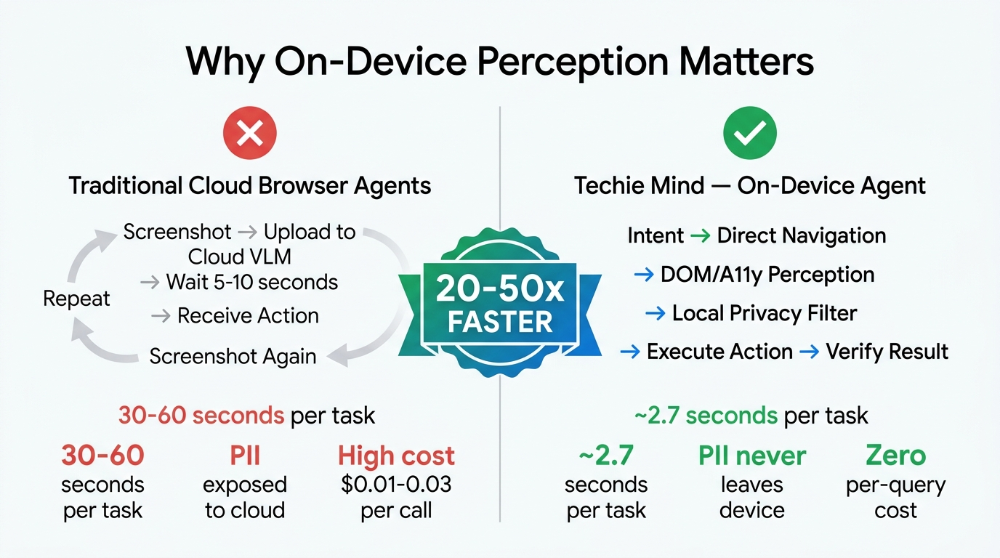 Why On-Device Perception Matters
Traditional Cloud Browser Agents
Screenshot → Upload to
Cloud VLM
→ Wait 5-10 seconds
→ Receive Action
Screenshot Again
Repeat
30-60 seconds per task
30-60
seconds
per task
PII
exposed
to cloud
High cost
$0.01-0.03
per call
20-50x
FASTER
Techie Mind — On-Device Agent
Intent → Direct Navigation
→ DOM/A11y Perception
→ Local Privacy Filter
→ Execute Action → Verify Result
~2.7 seconds per task
~2.7
seconds
per task
PII never
leaves
device
Zero
per-query
cost